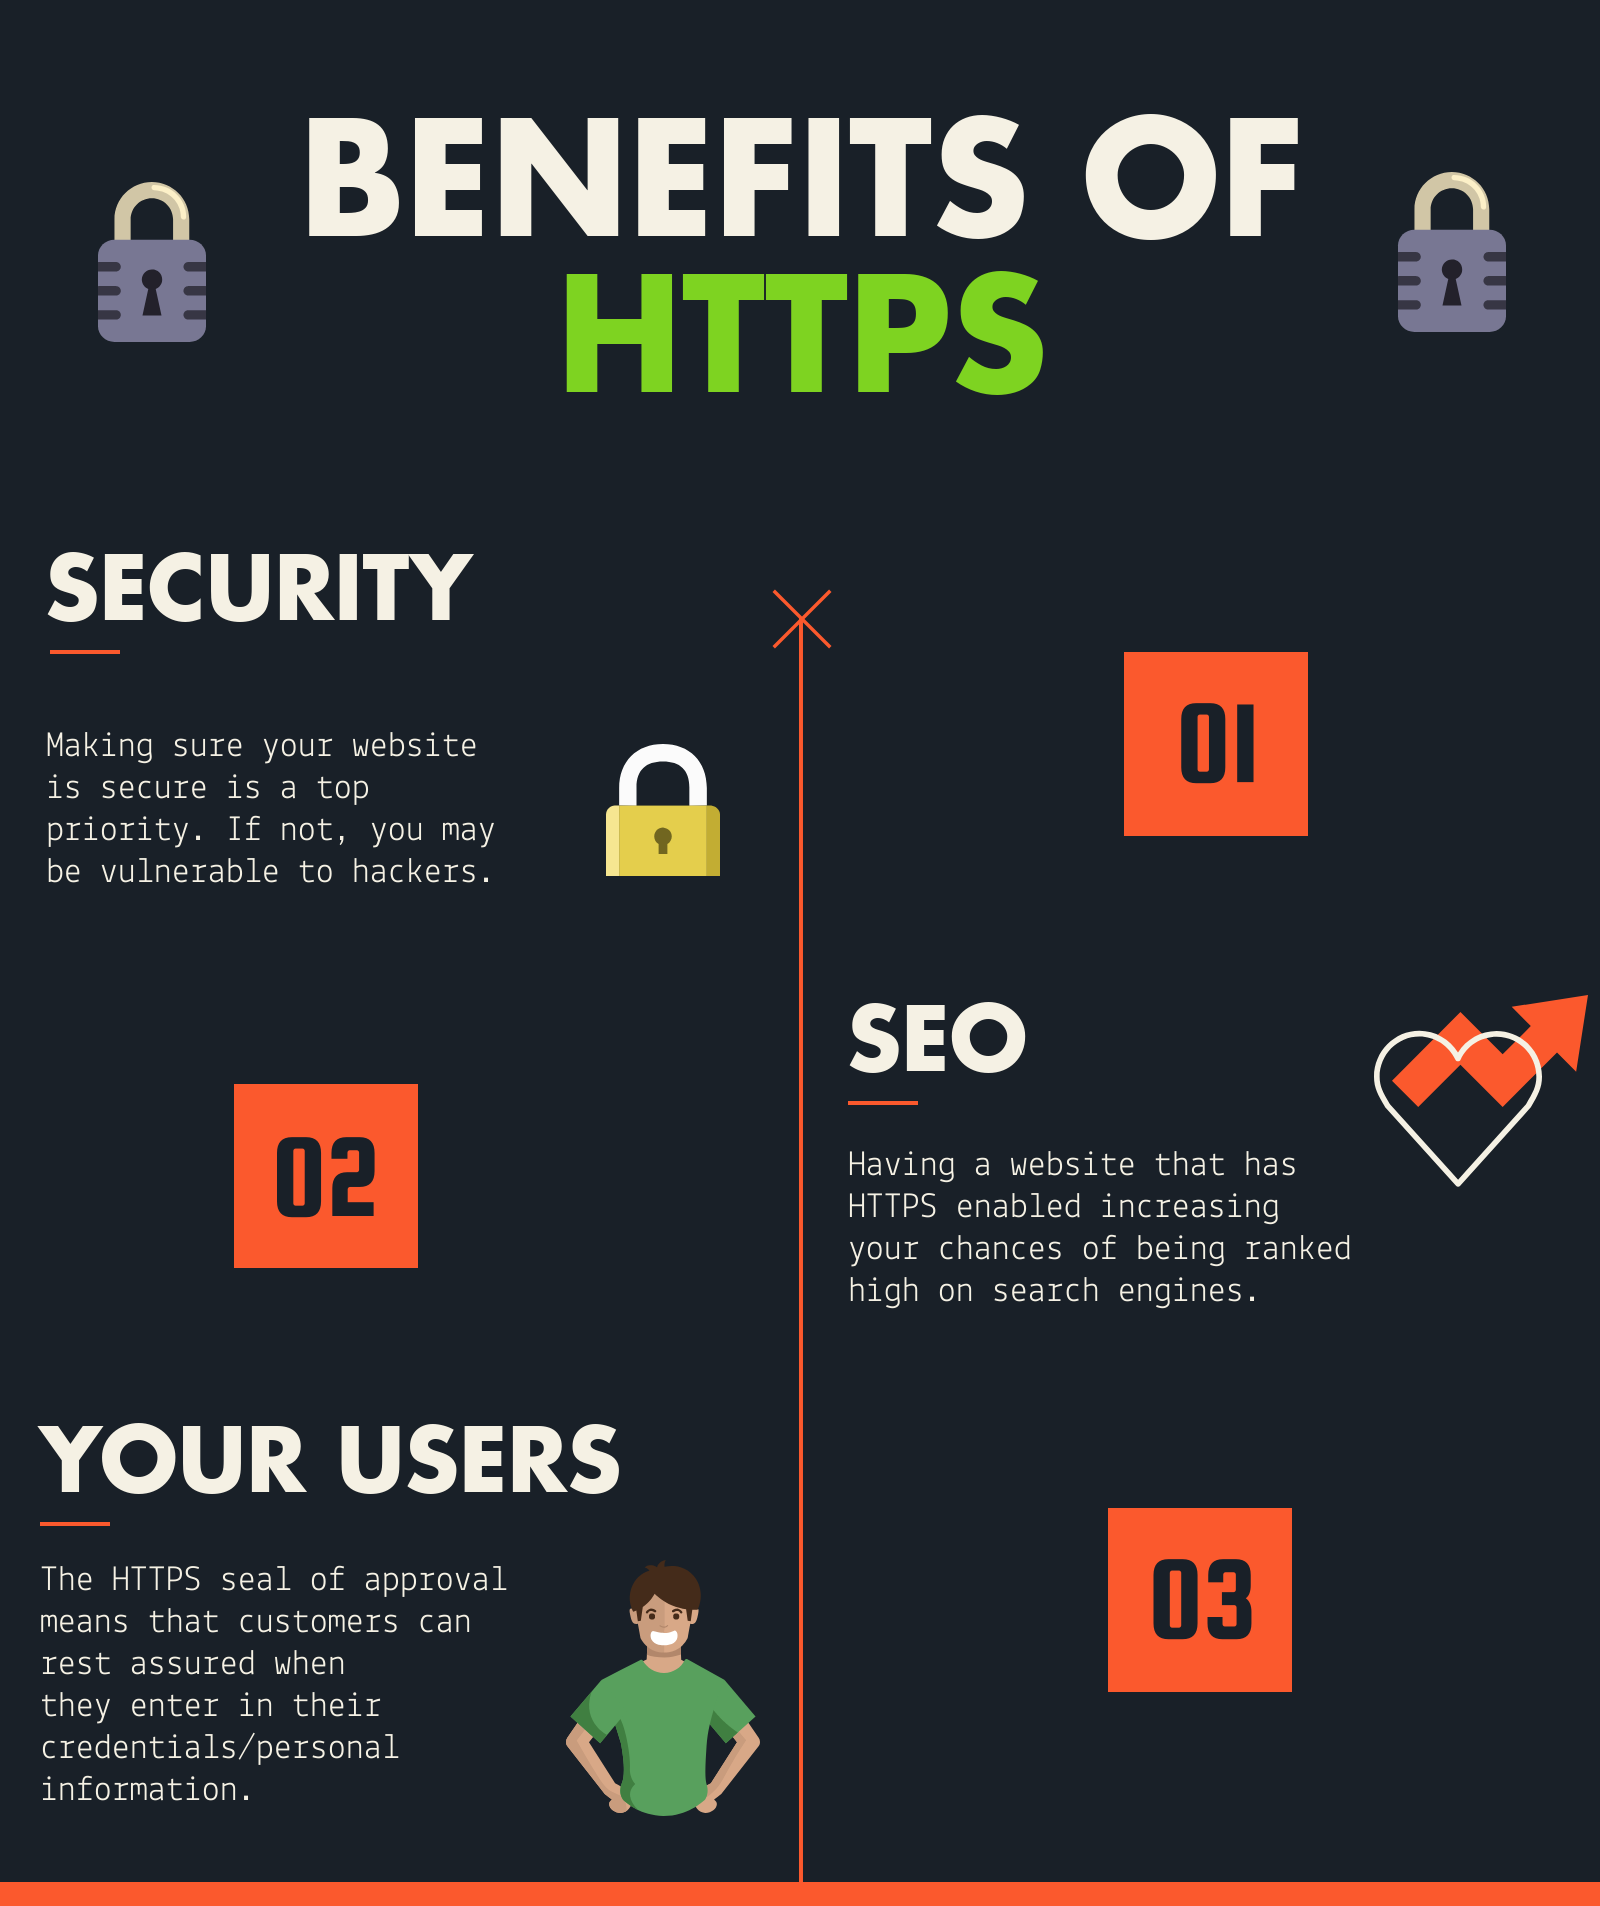 BENEFITS OF
HTTPS
SECURITY
Making sure your website
is secure is a top
priority. If not, you may
be vulnerable to hackers.
01
SEO
Having a website that has
HTTPS enabled increasing
your chances of being ranked
high on search engines.
02
YOUR USERS
The HTTPS seal of approval
means that customers can
rest assured when
they enter in their
credentials/personal
information.
03